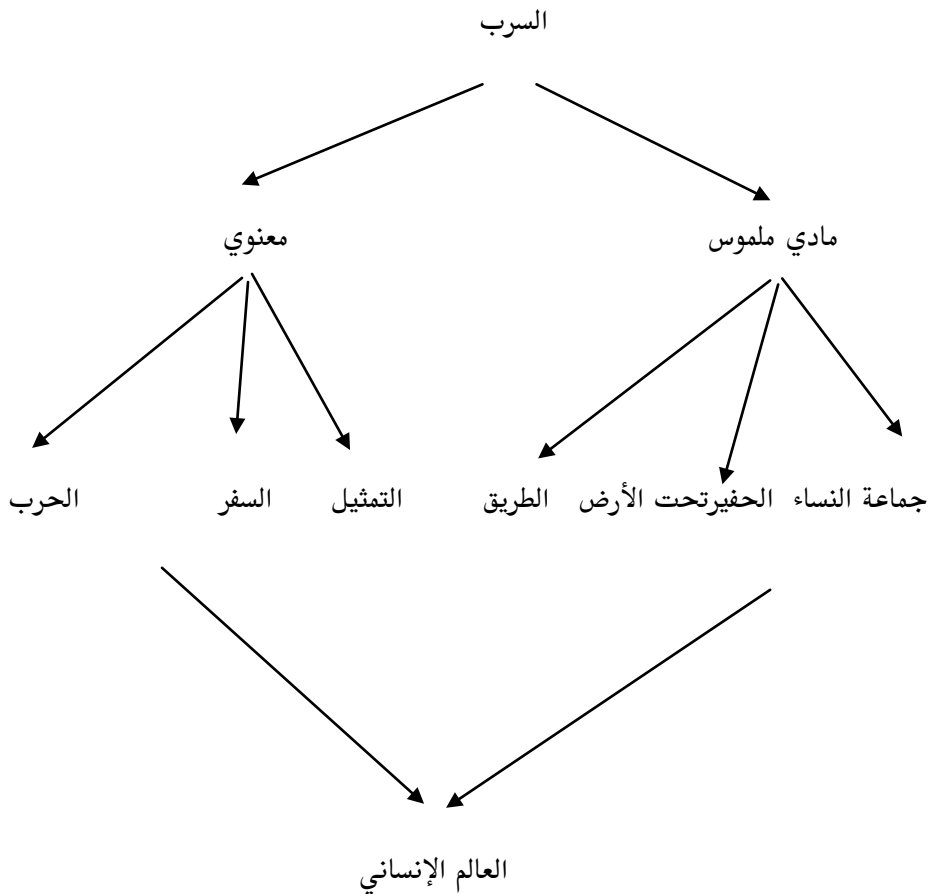 السرب
مادي ملموس
معنوي
جماعة النساء
الحفيرتحت الأرض
الطريق
التمثيل
السفر
الحرب
العالم الإنساني